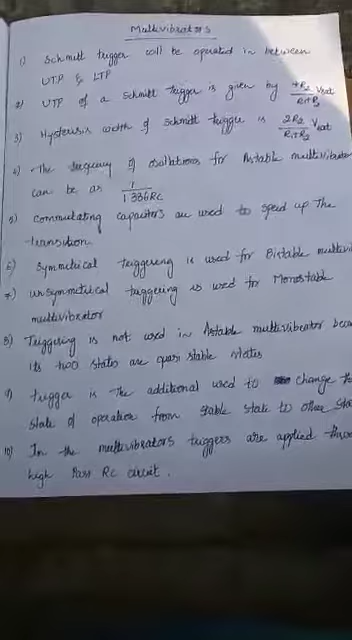 Multivibrators
1) Schmitt trigger will be operated in between
UTP & LTP
2) UTP of a schmitt trigger is given by +R2/R1+R2 Vsat
3) Hysterisis width of schmitt trigger is 2R2/R1+R2 Vsat
4) The frequency of oscillations for Astable multivibrator
can be as 1/1.386RC
5) commutating capacitors are used to speed up the
transition.
6) symmetrical triggering is used for Bistable multivi
7) unsymmetrical triggering is used for Monostable
multivibrator
8) Triggering is not used in Astable multivibrator beca
its two states are quasi stable states
9) trigger is the additional used to change the
state of operation from stable state to other sta
10) In the multivibrators triggers are applied throu
high pass RC circuit.